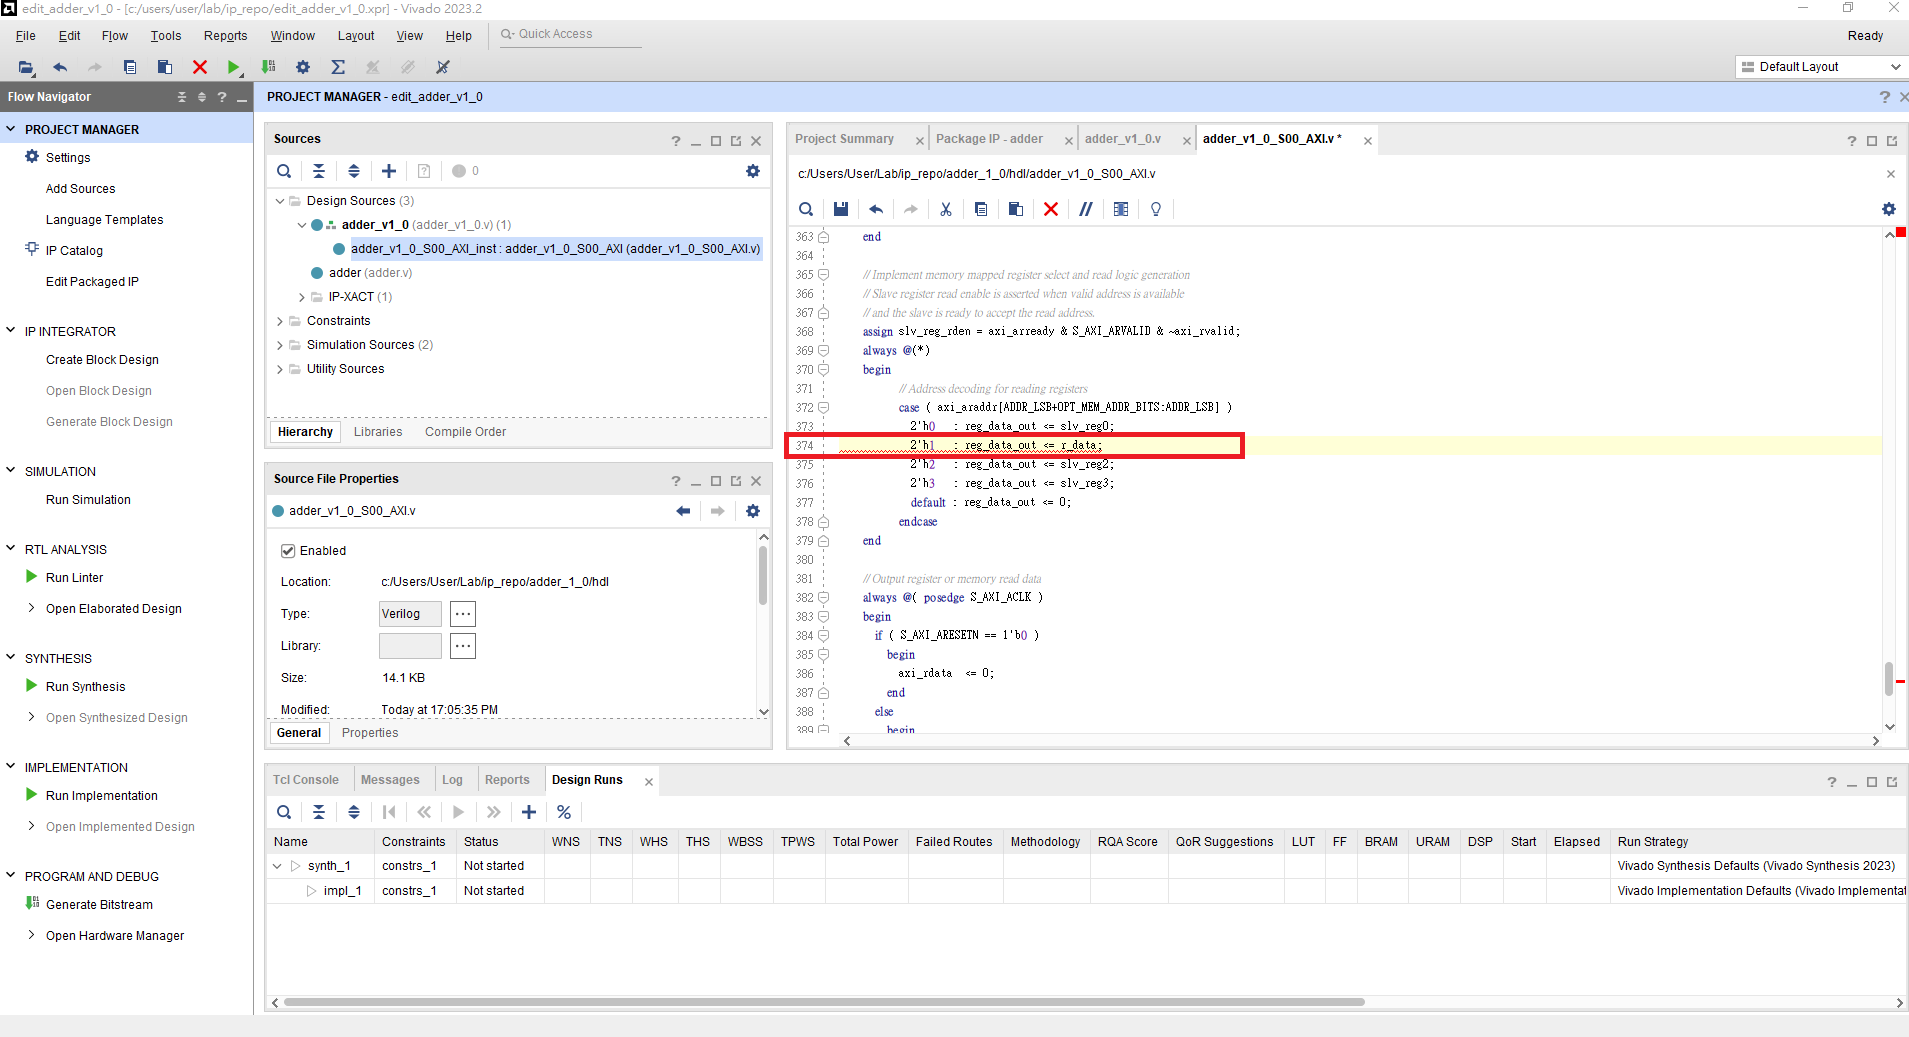 edit_adder_v1_0 - [c:/users/user/lab/ip_repo/edit_adder_v1_0.xpr] - Vivado 2023.2
File Edit Flow Tools Reports Window Layout View Help Quick Access Ready
Default Layout
Flow Navigator
PROJECT MANAGER - edit_adder_v1_0
PROJECT MANAGER
Settings
Add Sources
Language Templates
IP Catalog
Edit Packaged IP
IP INTEGRATOR
Create Block Design
Open Block Design
Generate Block Design
SIMULATION
Run Simulation
RTL ANALYSIS
Run Linter
Open Elaborated Design
SYNTHESIS
Run Synthesis
Open Synthesized Design
IMPLEMENTATION
Run Implementation
Open Implemented Design
PROGRAM AND DEBUG
Generate Bitstream
Open Hardware Manager
Sources
0
Design Sources (3)
adder_v1_0 (adder_v1_0.v) (1)
adder_v1_0_S00_AXI_inst : adder_v1_0_S00_AXI (adder_v1_0_S00_AXI.v)
adder (adder.v)
IP-XACT (1)
Constraints
Simulation Sources (2)
Utility Sources
Hierarchy Libraries Compile Order
Source File Properties
adder_v1_0_S00_AXI.v
Enabled
Location: c:/Users/User/Lab/ip_repo/adder_1_0/hdl
Type: Verilog ...
Library: ...
Size: 14.1 KB
Modified: Today at 17:05:35 PM
General Properties
Project Summary Package IP - adder adder_v1_0.v adder_v1_0_S00_AXI.v *
c:/Users/User/Lab/ip_repo/adder_1_0/hdl/adder_v1_0_S00_AXI.v
363 end
364
365 // Implement memory mapped register select and read logic generation
366 // Slave register read enable is asserted when valid address is available
367 // and the slave is ready to accept the read address.
368 assign slv_reg_rden = axi_arready & S_AXI_ARVALID & ~axi_rvalid;
369 always @(*)
370 begin
371 // Address decoding for reading registers
372 case ( axi_araddr[ADDR_LSB+OPT_MEM_ADDR_BITS:ADDR_LSB] )
373 2'h0 : reg_data_out <= slv_reg0;
374 2'h1 : reg_data_out <= r_data;
375 2'h2 : reg_data_out <= slv_reg2;
376 2'h3 : reg_data_out <= slv_reg3;
377 default : reg_data_out <= 0;
378 endcase
379 end
380
381 // Output register or memory read data
382 always @( posedge S_AXI_ACLK )
383 begin
384 if ( S_AXI_ARESETN == 1'b0 )
385 begin
386 axi_rdata <= 0;
387 end
388 else
389 begin
Tcl Console Messages Log Reports Design Runs
Name Constraints Status WNS TNS WHS THS WBSS TPWS Total Power Failed Routes Methodology RQA Score QoR Suggestions LUT FF BRAM URAM DSP Start Elapsed Run Strategy
synth_1 constrs_1 Not started Vivado Synthesis Defaults (Vivado Synthesis 2023)
impl_1 constrs_1 Not started Vivado Implementation Defaults (Vivado Implementat